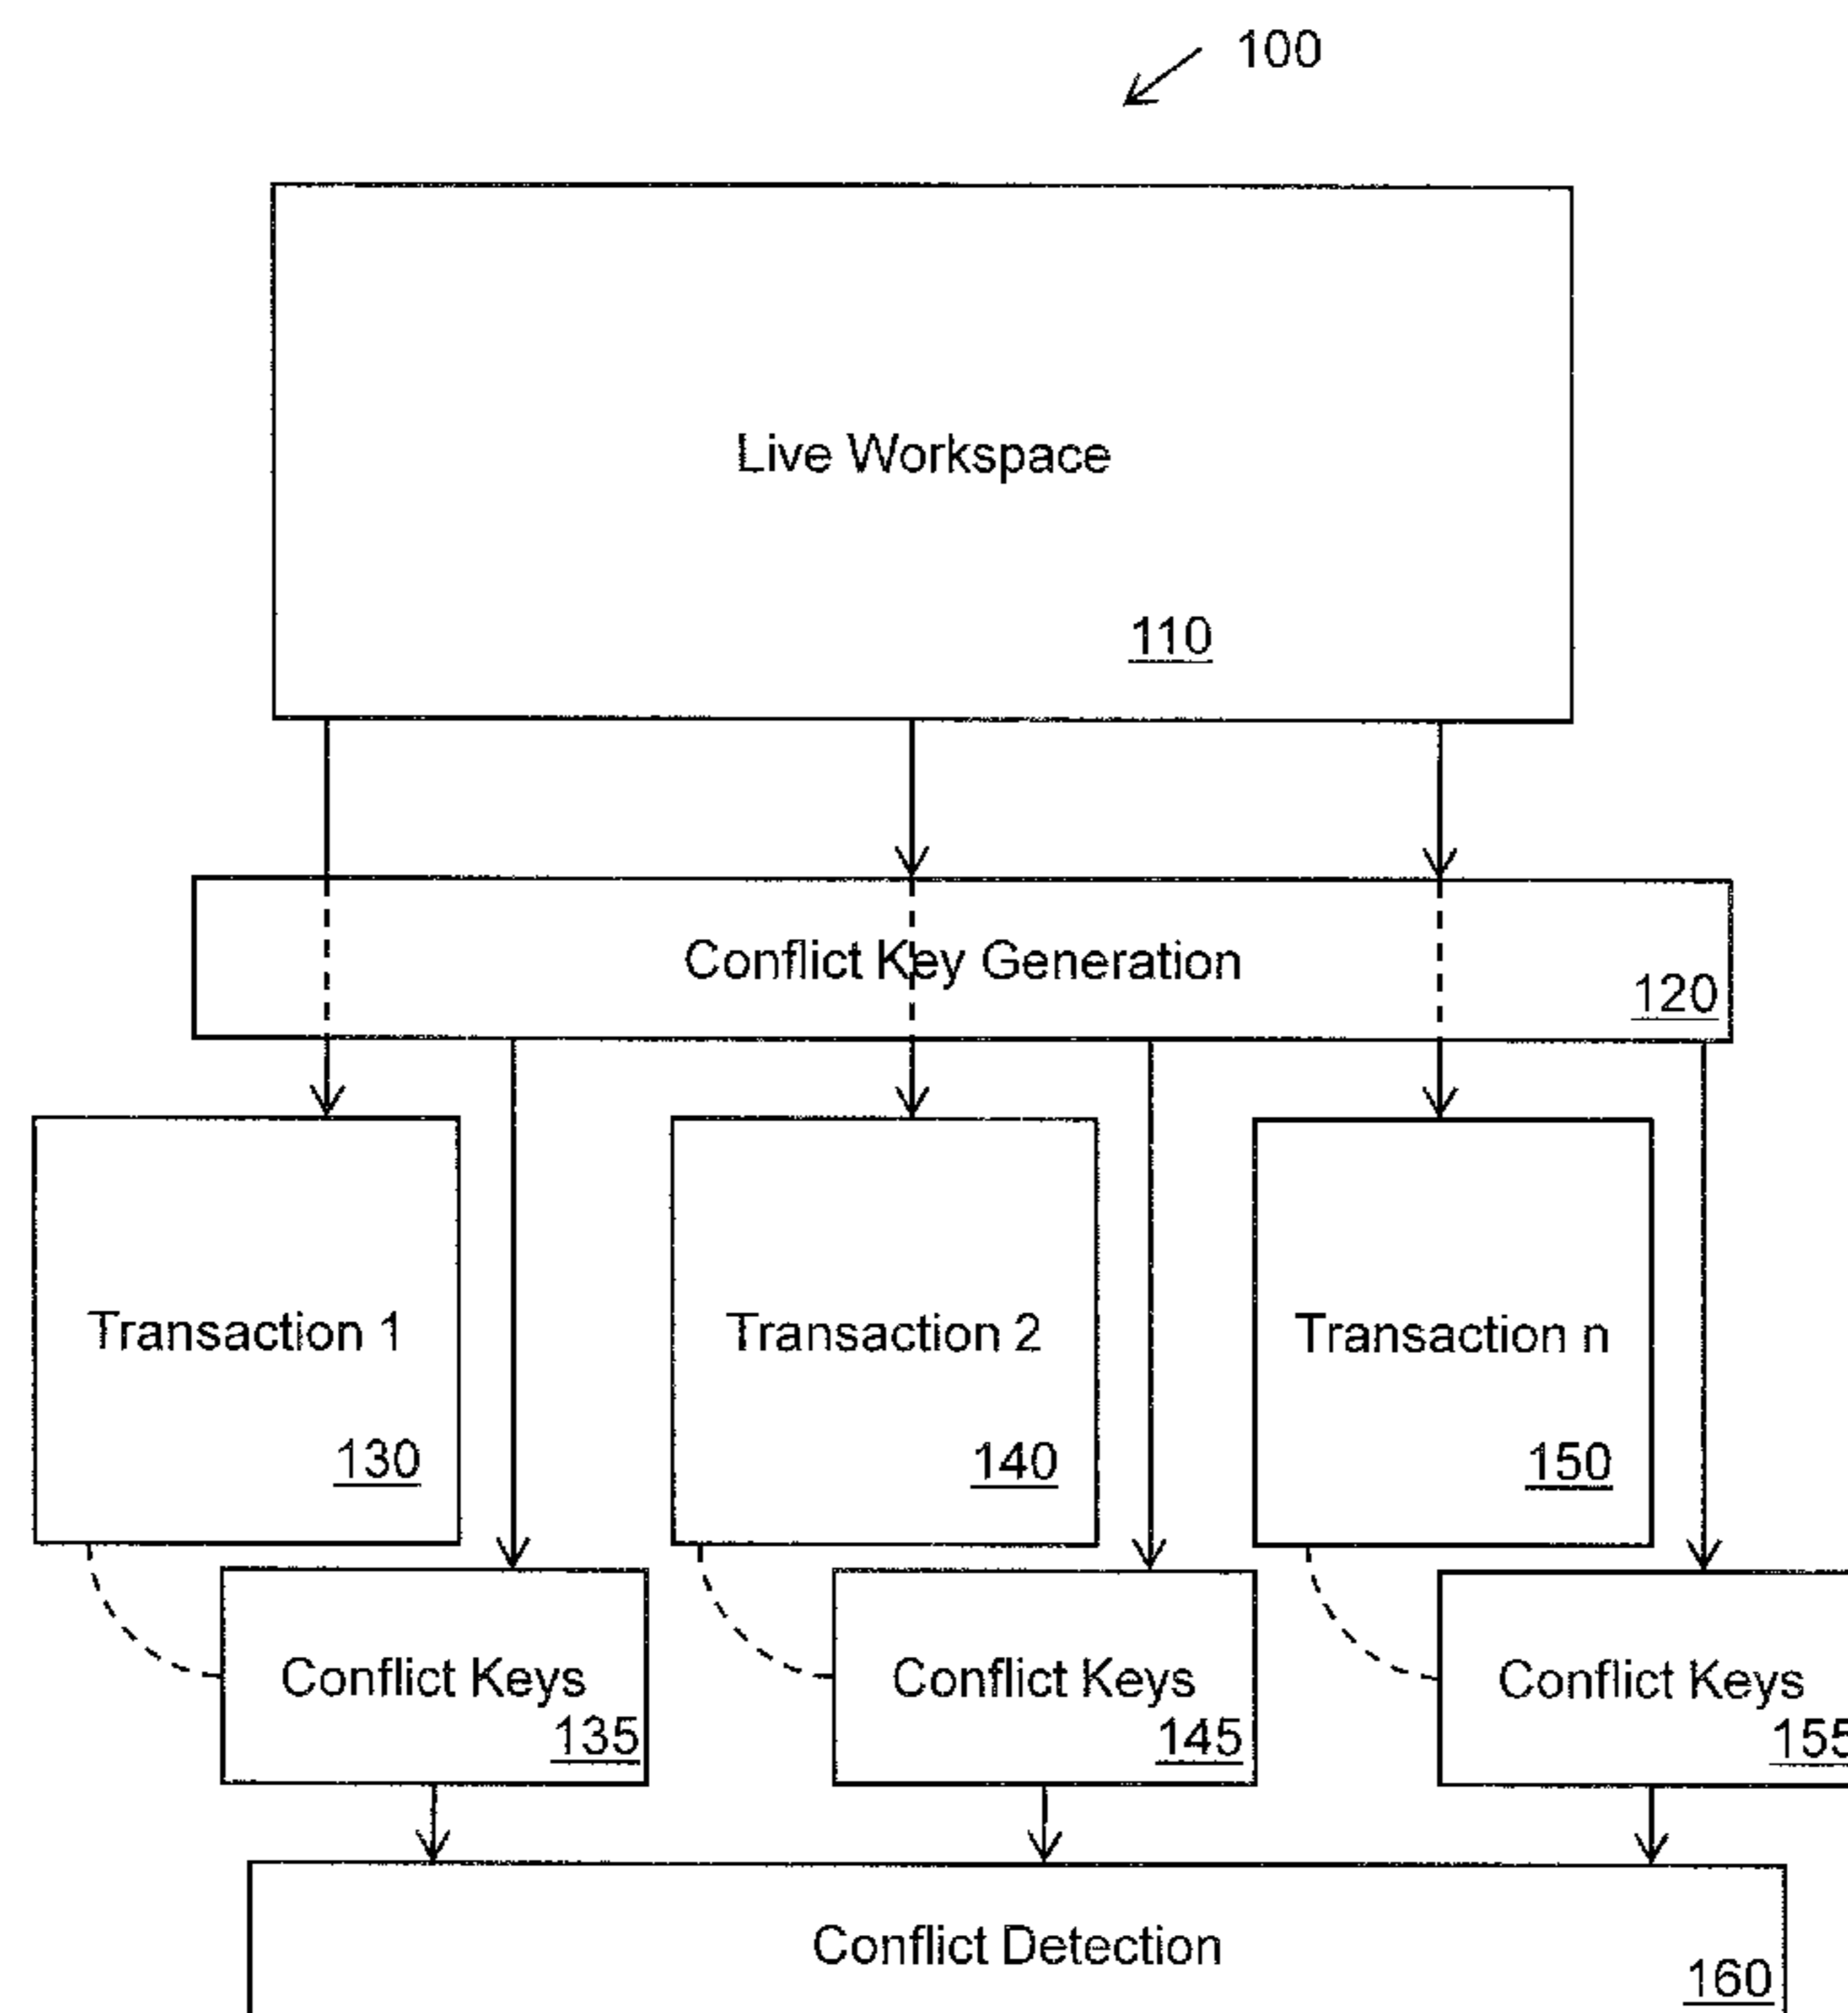 100
Live Workspace
110
Conflict Key Generation
120
Transaction 1
130
Transaction 2
140
Transaction n
150
Conflict Keys
135
Conflict Keys
145
Conflict Keys
155
Conflict Detection
160